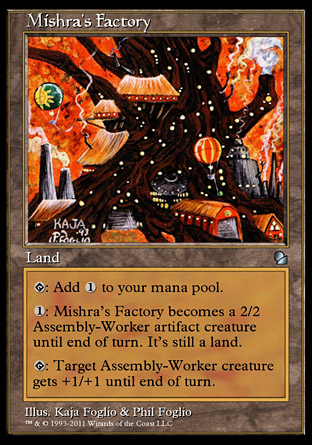 Mishra's Factory
KAJA
'93
P.FOGLIO
Land
: Add 1 to your mana pool.
1: Mishra's Factory becomes a 2/2
Assembly-Worker artifact creature
until end of turn. It's still a land.
: Target Assembly-Worker creature
gets +1/+1 until end of turn.
Illus. Kaja Foglio & Phil Foglio
™ & © 1993-2011 Wizards of the Coast LLC